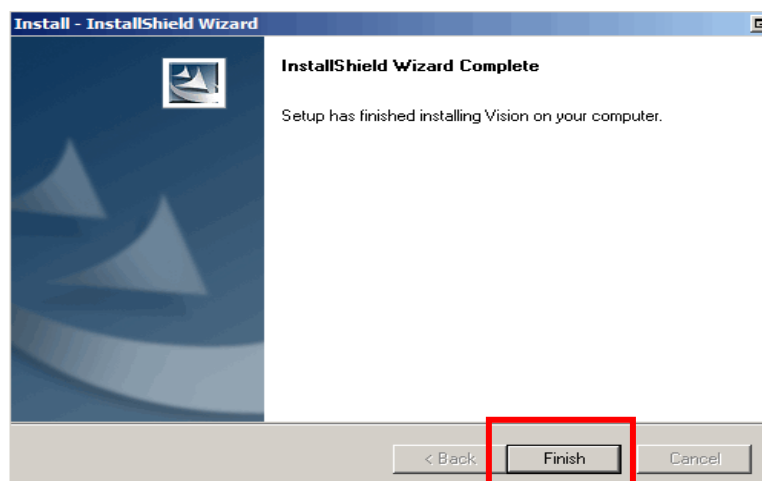 Install - InstallShield Wizard
InstallShield Wizard Complete
Setup has finished installing Vision on your computer.
< Back
Finish
Cancel